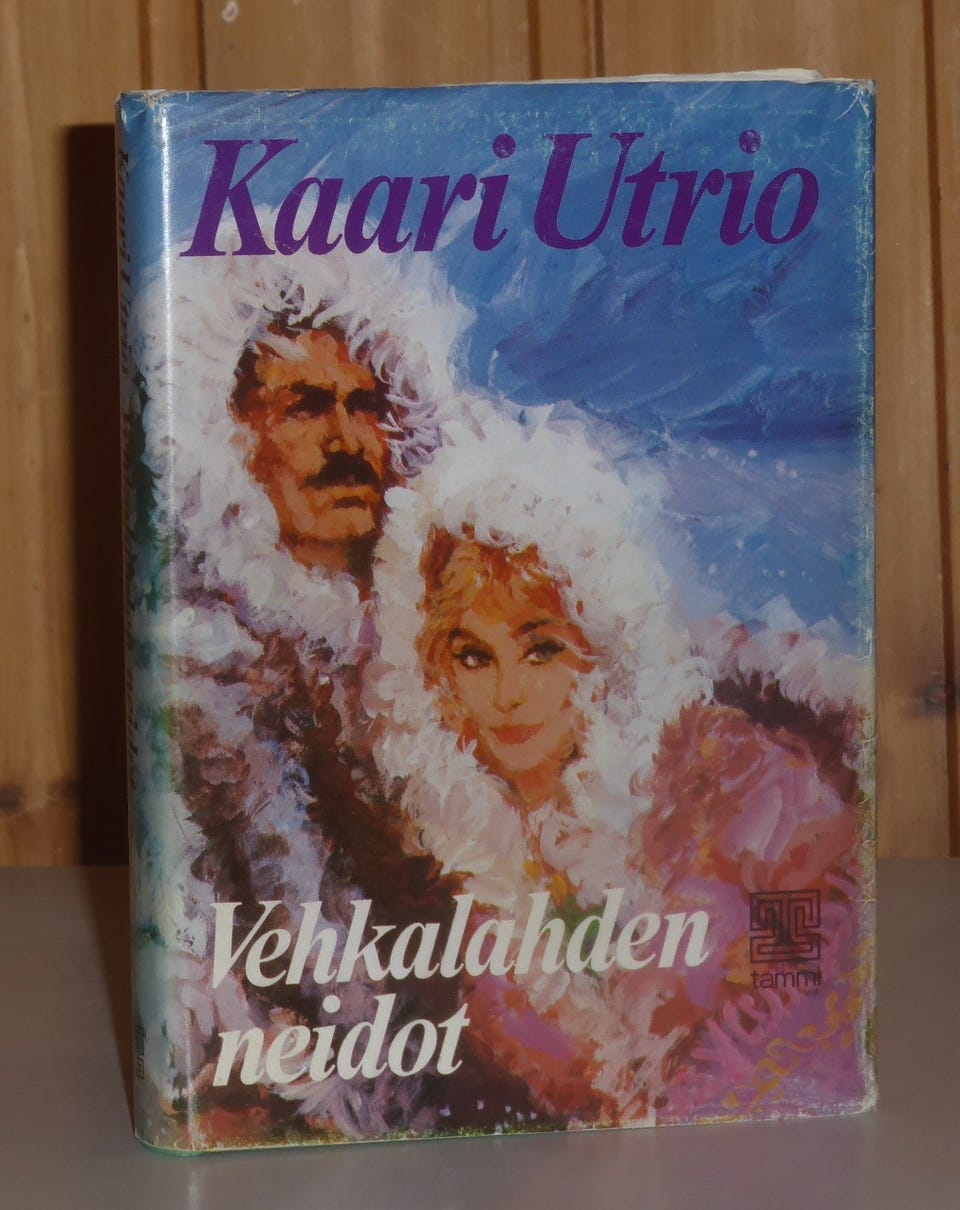 Kaari Utrio
Vehkalahden
neidot
tammi